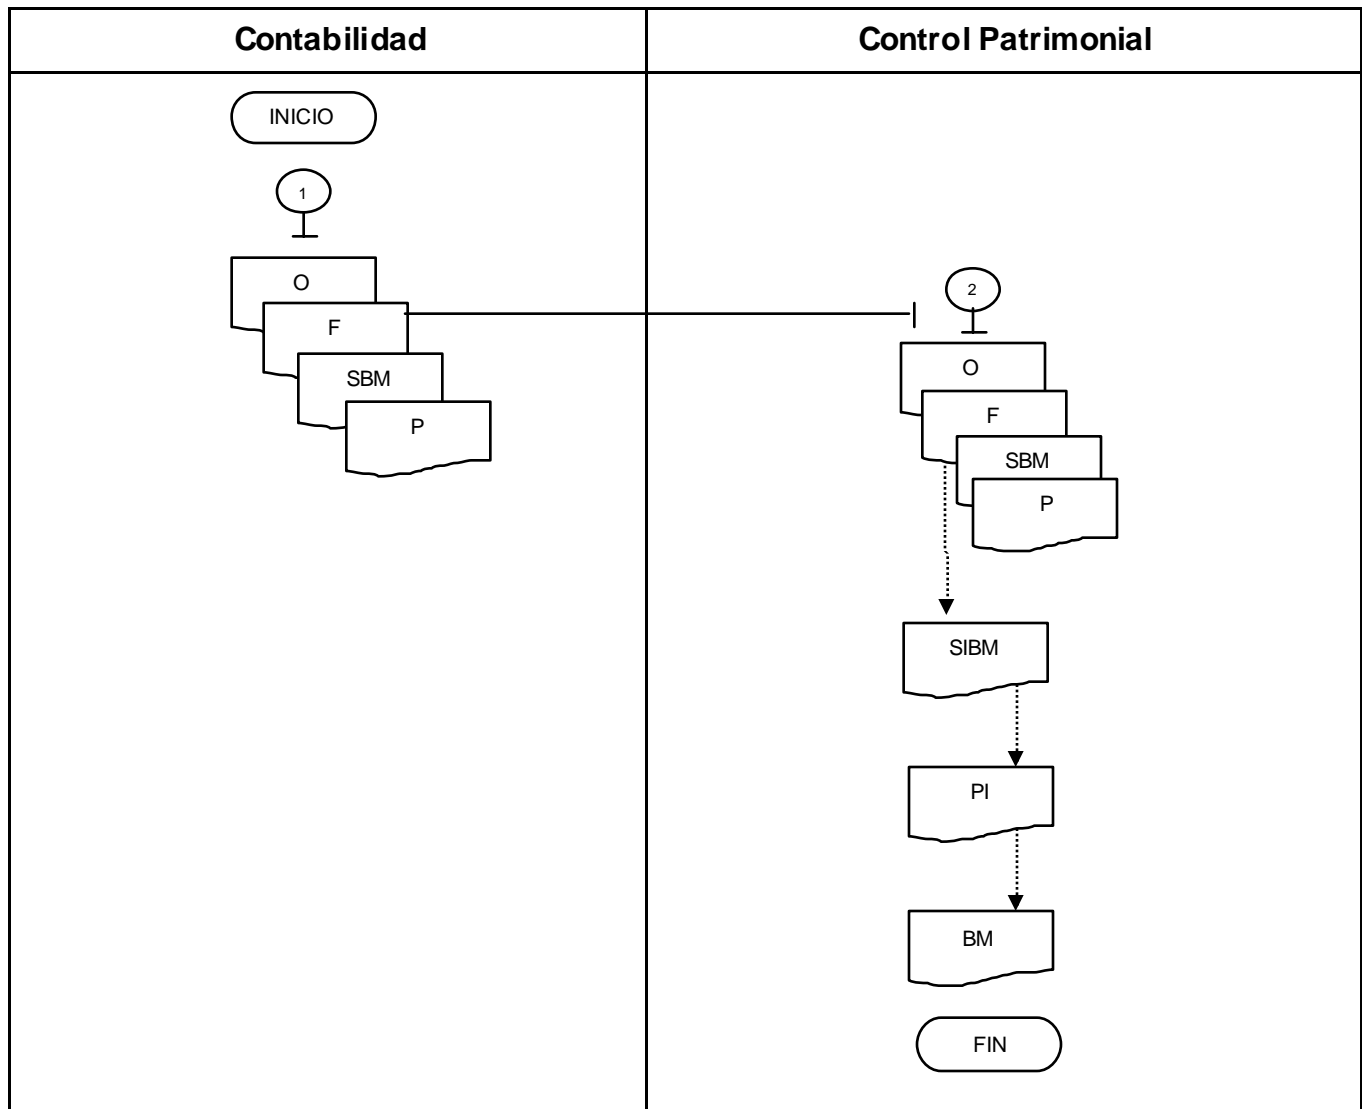 Contabilidad
Control Patrimonial
INICIO
1
O
F
SBM
P
2
O
F
SBM
P
SIBM
PI
BM
FIN